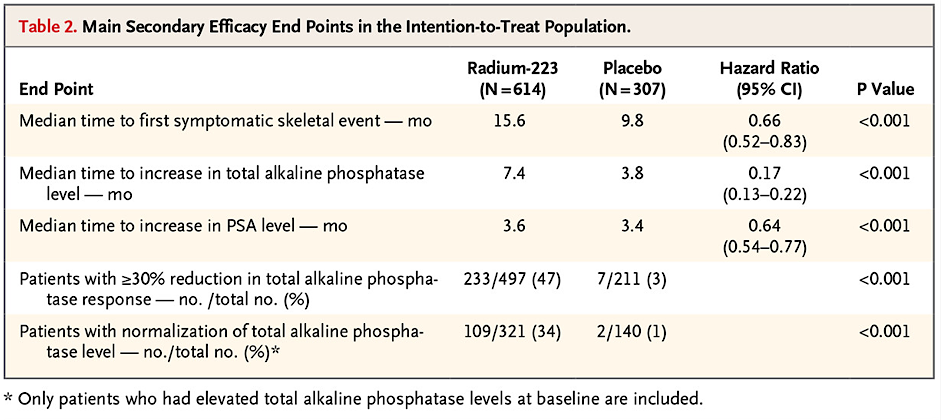 Table 2. Main Secondary Efficacy End Points in the Intention-to-Treat Population.
End Point
Radium-223
(N=614)
Placebo
(N=307)
Hazard Ratio
(95% CI)
P Value
Median time to first symptomatic skeletal event — mo 15.6 9.8 0.66 <0.001
(0.52–0.83)
Median time to increase in total alkaline phosphatase 7.4 3.8 0.17 <0.001
level — mo (0.13–0.22)
Median time to increase in PSA level — mo 3.6 3.4 0.64 <0.001
(0.54–0.77)
Patients with ≥30% reduction in total alkaline phospha- 233/497 (47) 7/211 (3) <0.001
tase response — no. /total no. (%)
Patients with normalization of total alkaline phospha- 109/321 (34) 2/140 (1) <0.001
tase level — no./total no. (%)*
* Only patients who had elevated total alkaline phosphatase levels at baseline are included.